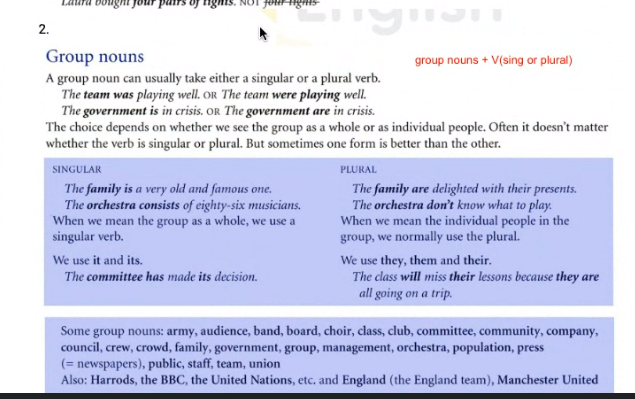 Laura bought four pairs of tights. NOT four tights
English
2.
Group nouns
group nouns + V(sing or plural)
A group noun can usually take either a singular or a plural verb.
The team was playing well. OR The team were playing well.
The government is in crisis. OR The government are in crisis.
The choice depends on whether we see the group as a whole or as individual people. Often it doesn't matter
whether the verb is singular or plural. But sometimes one form is better than the other.
SINGULAR
The family is a very old and famous one.
The orchestra consists of eighty-six musicians.
When we mean the group as a whole, we use a
singular verb.
We use it and its.
The committee has made its decision.
PLURAL
The family are delighted with their presents.
The orchestra don't know what to play.
When we mean the individual people in the
group, we normally use the plural.
We use they, them and their.
The class will miss their lessons because they are
all going on a trip.
Some group nouns: army, audience, band, board, choir, class, club, committee, community, company,
council, crew, crowd, family, government, group, management, orchestra, population, press
(= newspapers), public, staff, team, union
Also: Harrods, the BBC, the United Nations, etc. and England (the England team), Manchester United